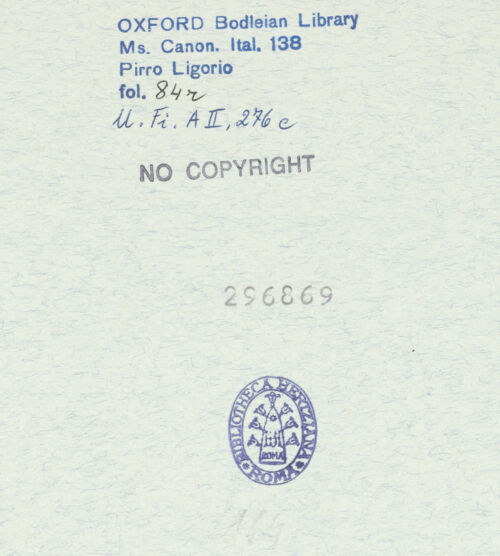 OXFORD Bodleian Library
Ms. Canon. Ital. 138
Pirro Ligorio
fol. 84r
U. Fi. A II, 276 c
NO COPYRIGHT
296869
BIBLIOTHECA HERTZIANA
ROMA
ROMA